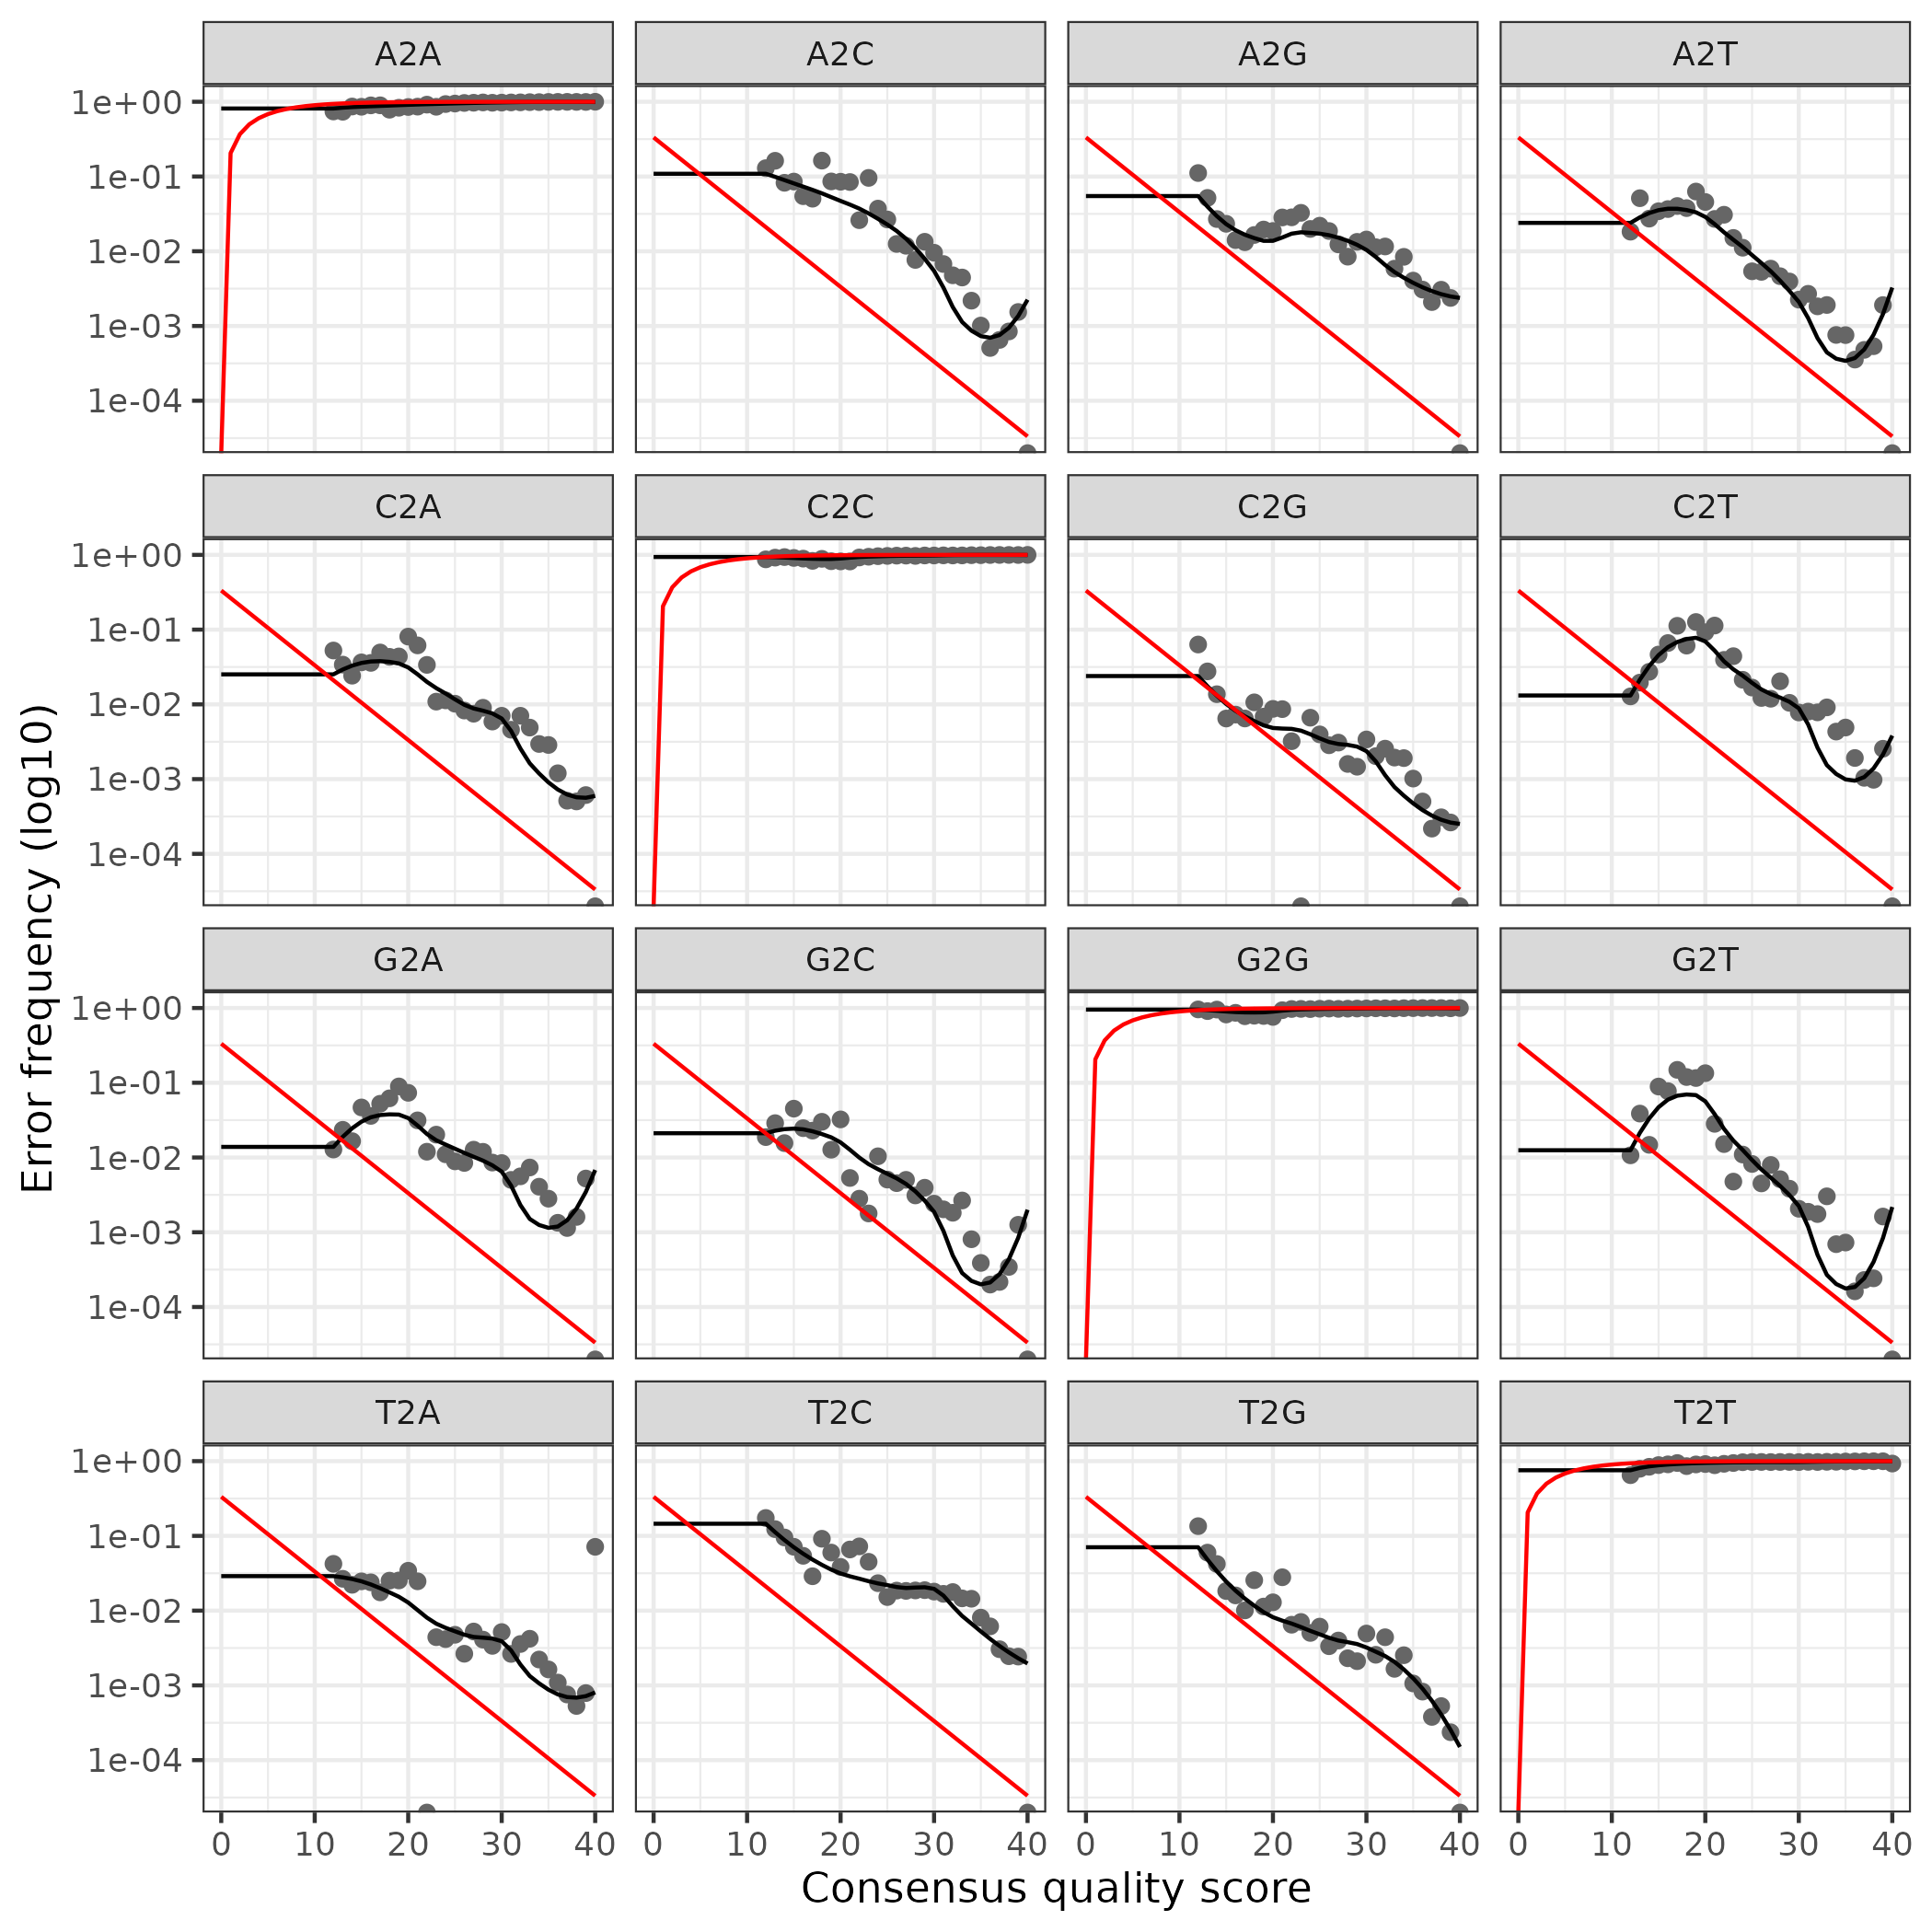 A2A A2C A2G A2T
1e+00
1e-01
1e-02
1e-03
1e-04
C2A C2C C2G C2T
1e+00
1e-01
1e-02
1e-03
1e-04
G2A G2C G2G G2T
1e+00
1e-01
1e-02
1e-03
1e-04
T2A T2C T2G T2T
1e+00
1e-01
1e-02
1e-03
1e-04
0 10 20 30 40 0 10 20 30 40 0 10 20 30 40 0 10 20 30 40
Consensus quality score
Error frequency (log10)